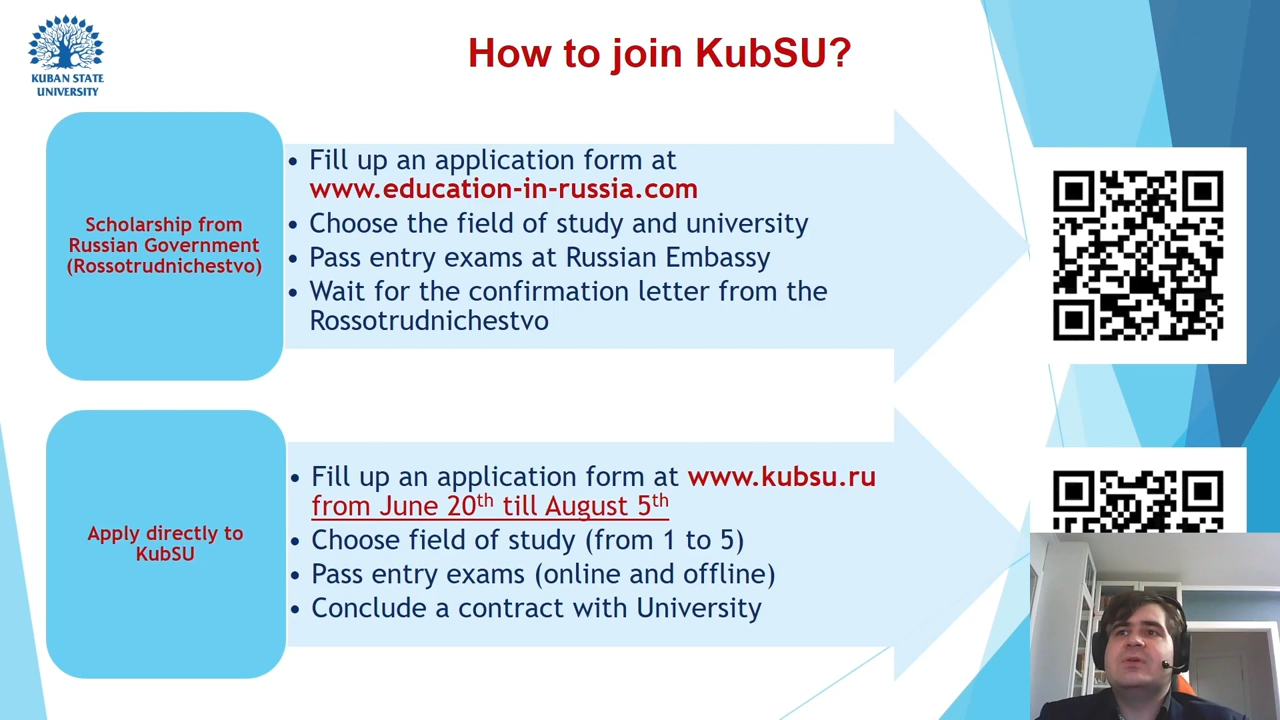 KUBAN STATE
UNIVERSITY
How to join KubSU?
Scholarship from
Russian Government
(Rossotrudnichestvo)
• Fill up an application form at
www.education-in-russia.com
• Choose the field of study and university
• Pass entry exams at Russian Embassy
• Wait for the confirmation letter from the
Rossotrudnichestvo
Apply directly to
KubSU
• Fill up an application form at www.kubsu.ru
from June 20th till August 5th
• Choose field of study (from 1 to 5)
• Pass entry exams (online and offline)
• Conclude a contract with University